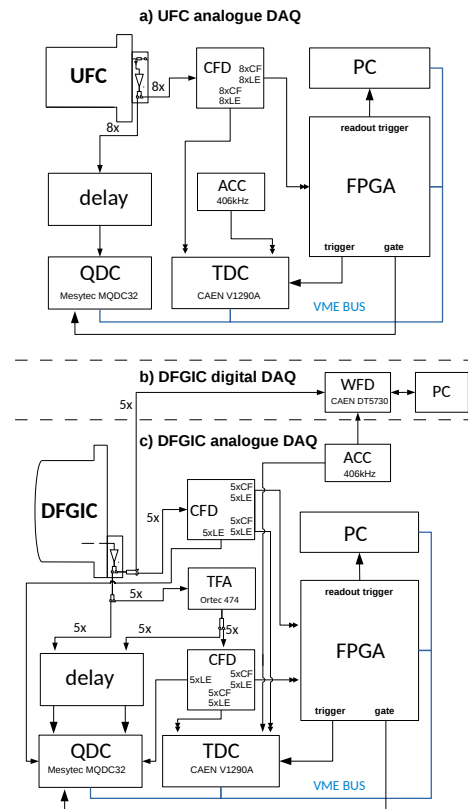 a) UFC analogue DAQ
UFC
8x
8x
CFD
8xCF
8xLE
8xCF
8xLE
PC
readout trigger
FPGA
trigger
gate
delay
ACC
406kHz
QDC
Mesytec MQDC32
TDC
CAEN V1290A
VME BUS
b) DFGIC digital DAQ
5x
WFD
CAEN DT5730
PC
c) DFGIC analogue DAQ
ACC
406kHz
DFGIC
5x
CFD
5xCF
5xLE
5xCF
5xLE
5xLE
PC
readout trigger
FPGA
trigger
gate
TFA
Ortec 474
5x
5x
5x
5x
CFD
5xLE
5xCF
5xLE
5xCF
5xLE
delay
QDC
Mesytec MQDC32
TDC
CAEN V1290A
VME BUS